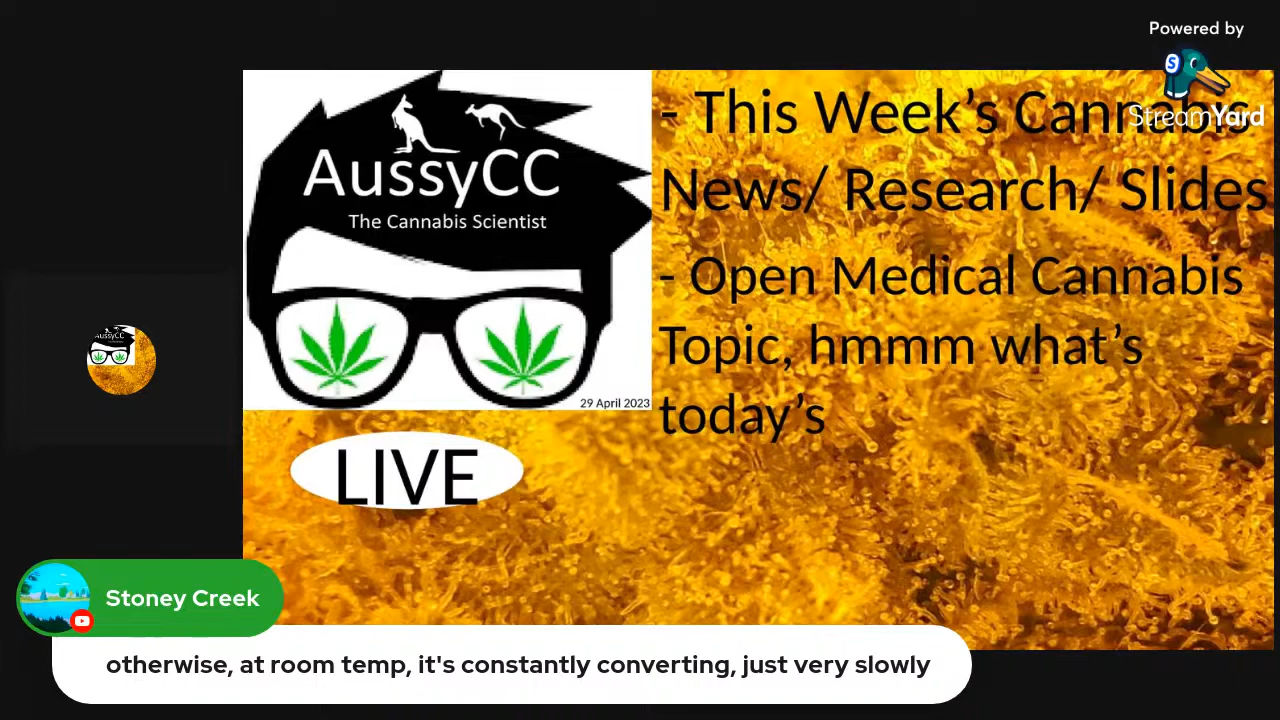 Powered by
StreamYard
AussyCC
The Cannabis Scientist
29 April 2023
LIVE
- This Week’s Cannabis
News/ Research/ Slides
- Open Medical Cannabis
Topic, hmmm what’s
today’s
AussyCC
Stoney Creek
otherwise, at room temp, it's constantly converting, just very slowly